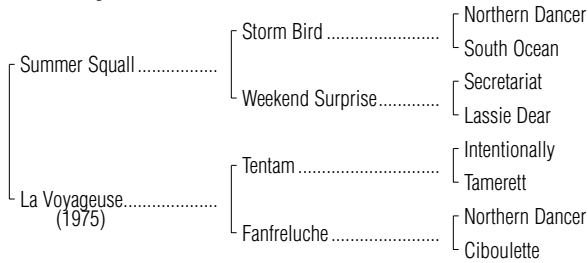 Northern Dancer
Storm Bird ....................
South Ocean
Summer Squall................
Secretariat
Weekend Surprise.............
Lassie Dear
Intentionally
Tentam .........................
Tamerett
La Voyageuse....................
(1975)
Northern Dancer
Fanfreluche ...................
Ciboulette